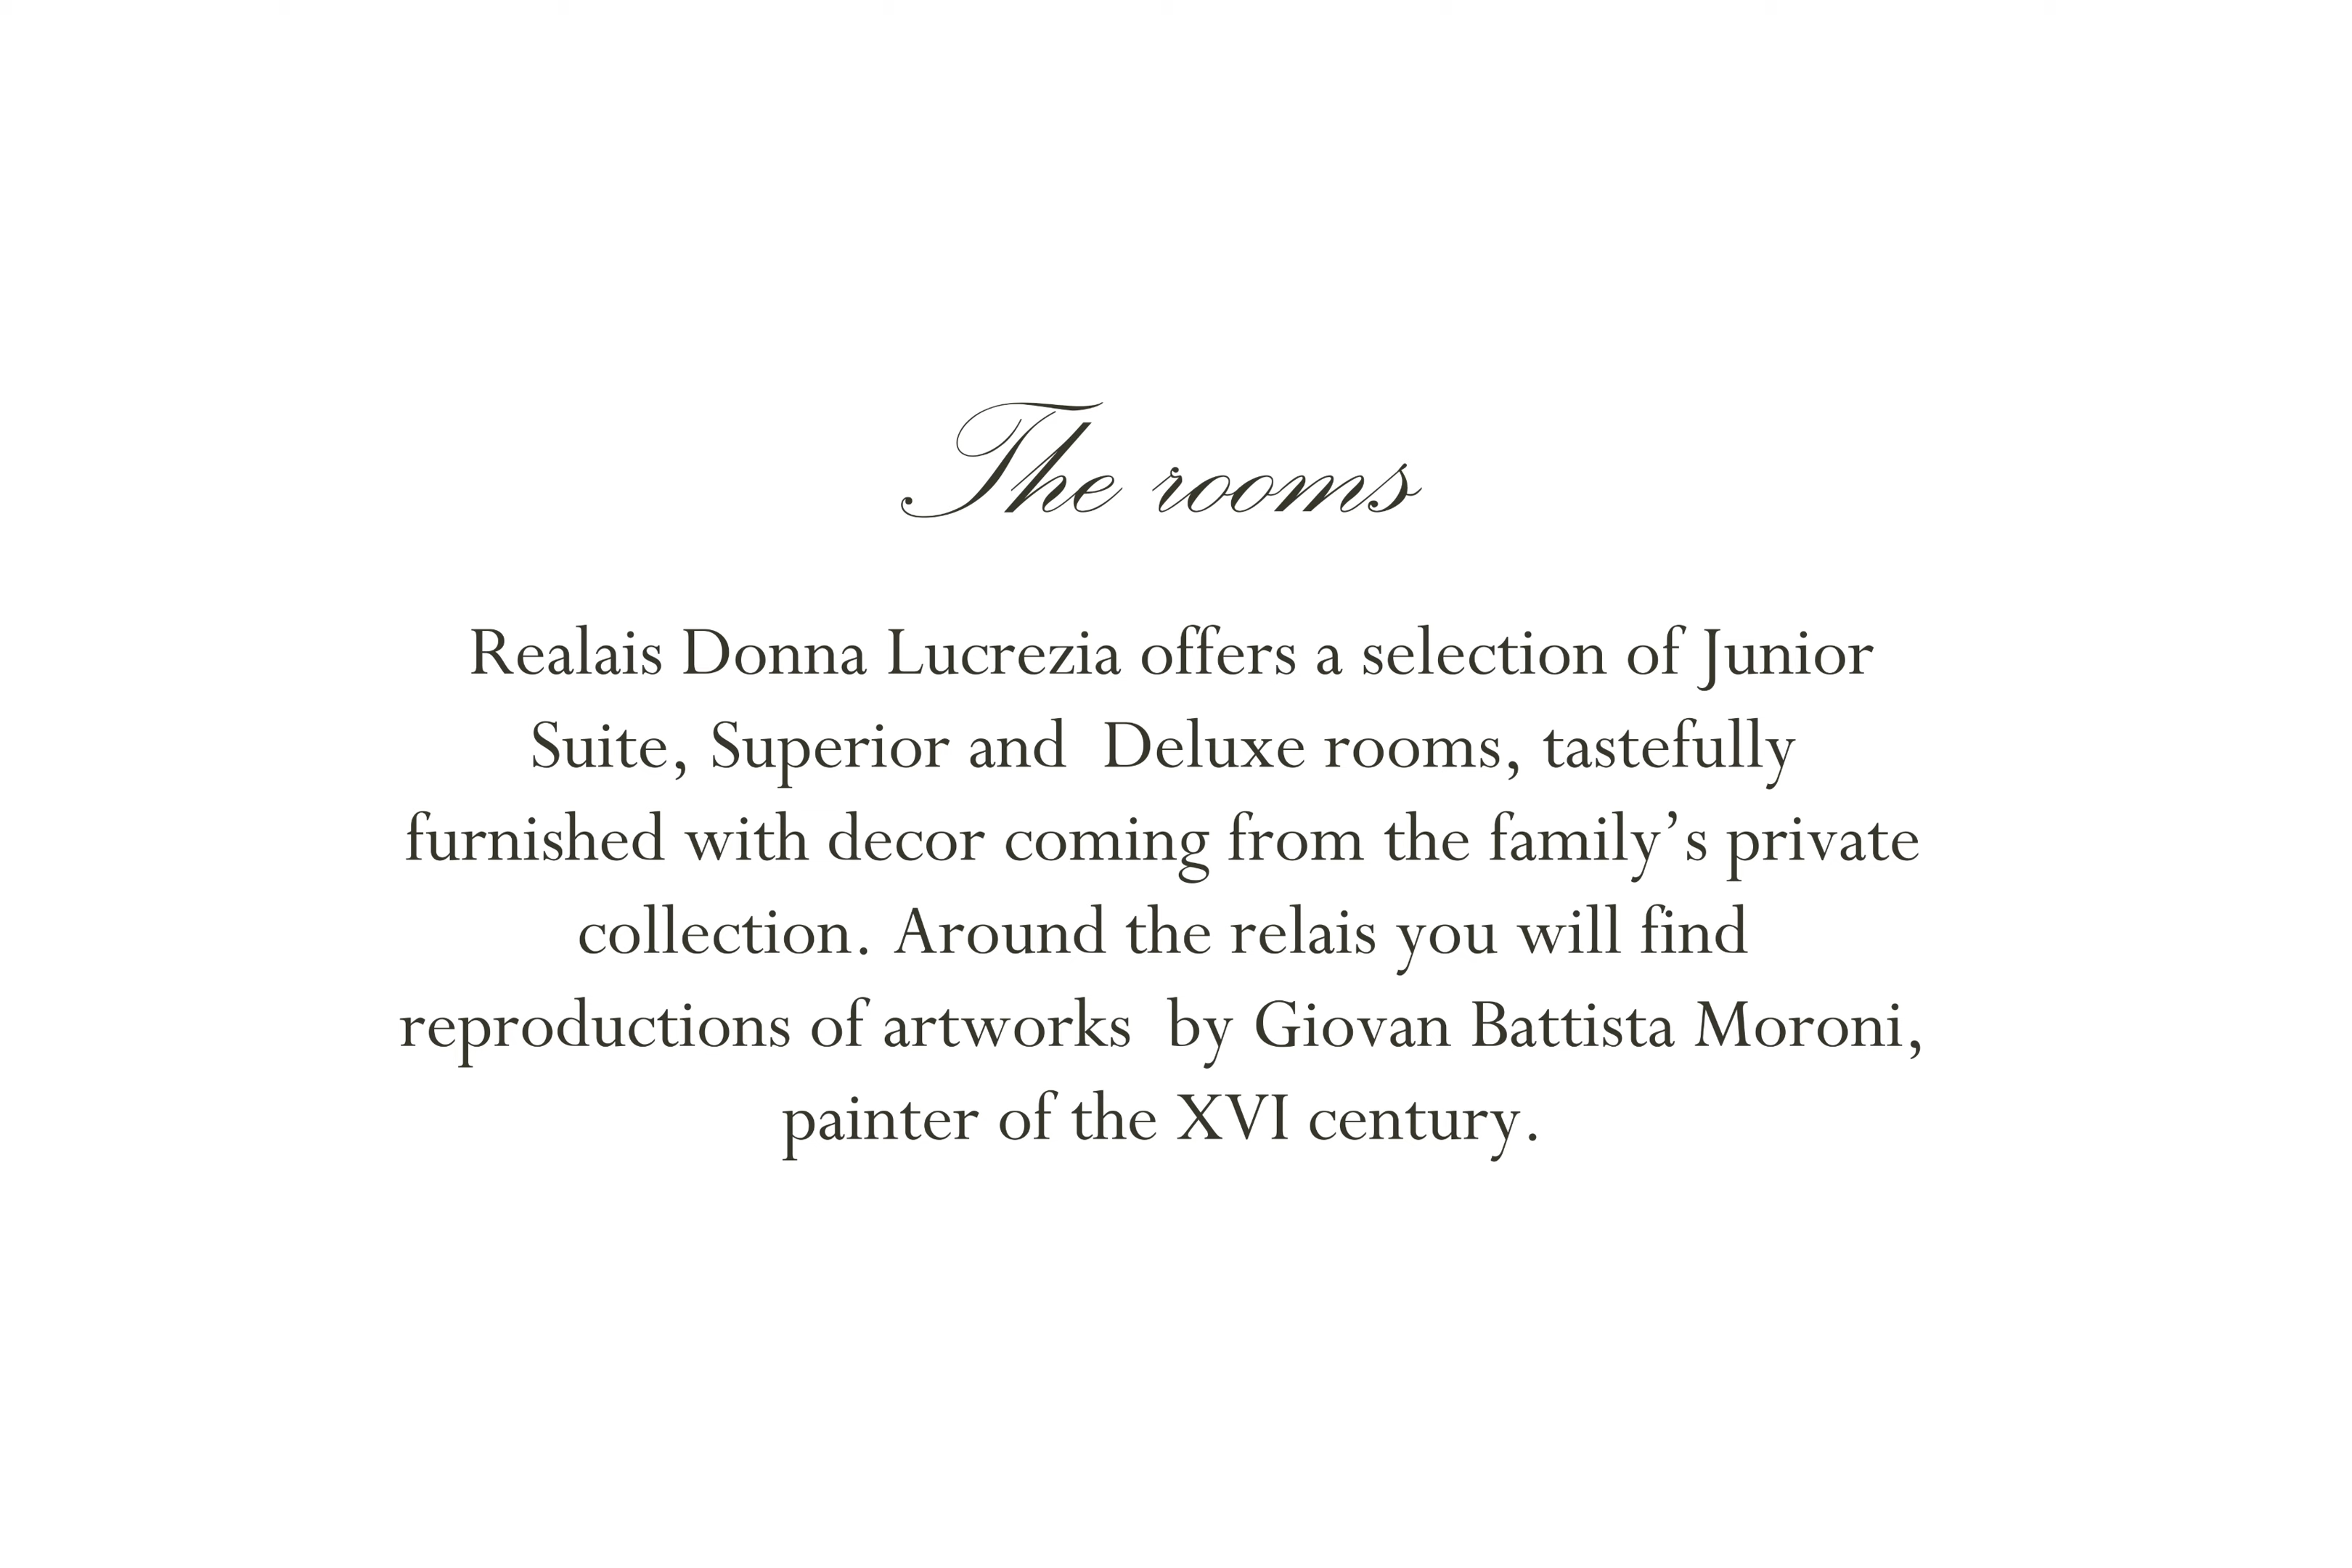 The rooms
Realais Donna Lucrezia offers a selection of Junior
Suite, Superior and  Deluxe rooms, tastefully
furnished with decor coming from the family’s private
collection. Around the relais you will find
reproductions of artworks  by Giovan Battista Moroni,
painter of the XVI century.